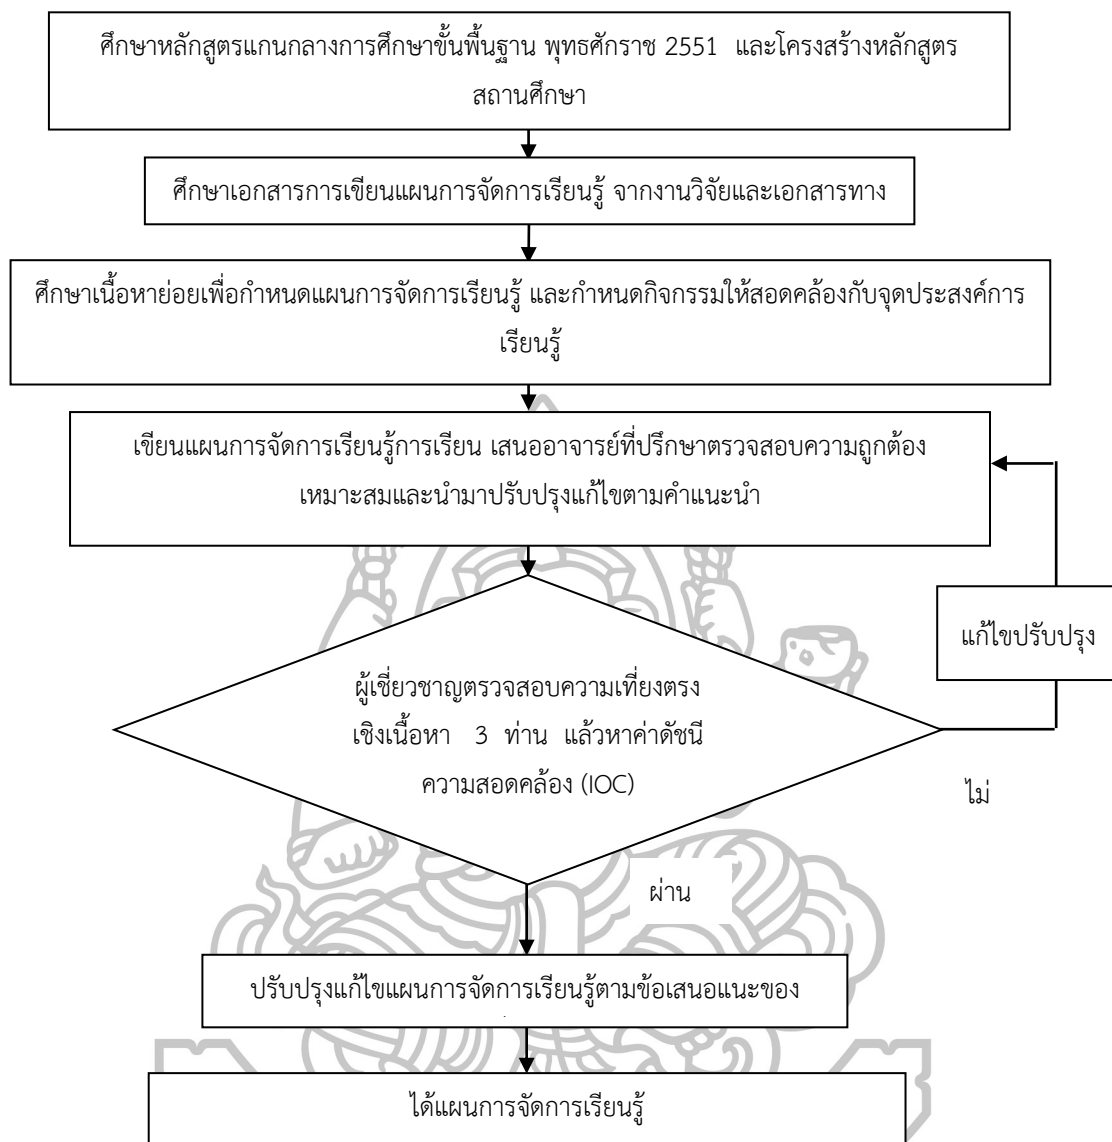 ศึกษาหลักสูตรแกนกลางการศึกษาขั้นพื้นฐาน พุทธศักราช 2551 และโครงสร้างหลักสูตร
สถานศึกษา
ศึกษาเอกสารการเขียนแผนการจัดการเรียนรู้ จากงานวิจัยและเอกสารทาง
ศึกษาเนื้อหาย่อยเพื่อกำหนดแผนการจัดการเรียนรู้ และกำหนดกิจกรรมให้สอดคล้องกับจุดประสงค์การ
เรียนรู้
เขียนแผนการจัดการเรียนรู้การเรียน เสนออาจารย์ที่ปรึกษาตรวจสอบความถูกต้อง
เหมาะสมและนำมาปรับปรุงแก้ไขตามคำแนะนำ
แก้ไขปรับปรุง
ผู้เชี่ยวชาญตรวจสอบความเที่ยงตรง
เชิงเนื้อหา 3 ท่าน แล้วหาค่าดัชนี
ความสอดคล้อง (IOC)
ไม่
ผ่าน
ปรับปรุงแก้ไขแผนการจัดการเรียนรู้ตามข้อเสนอแนะของ
ได้แผนการจัดการเรียนรู้